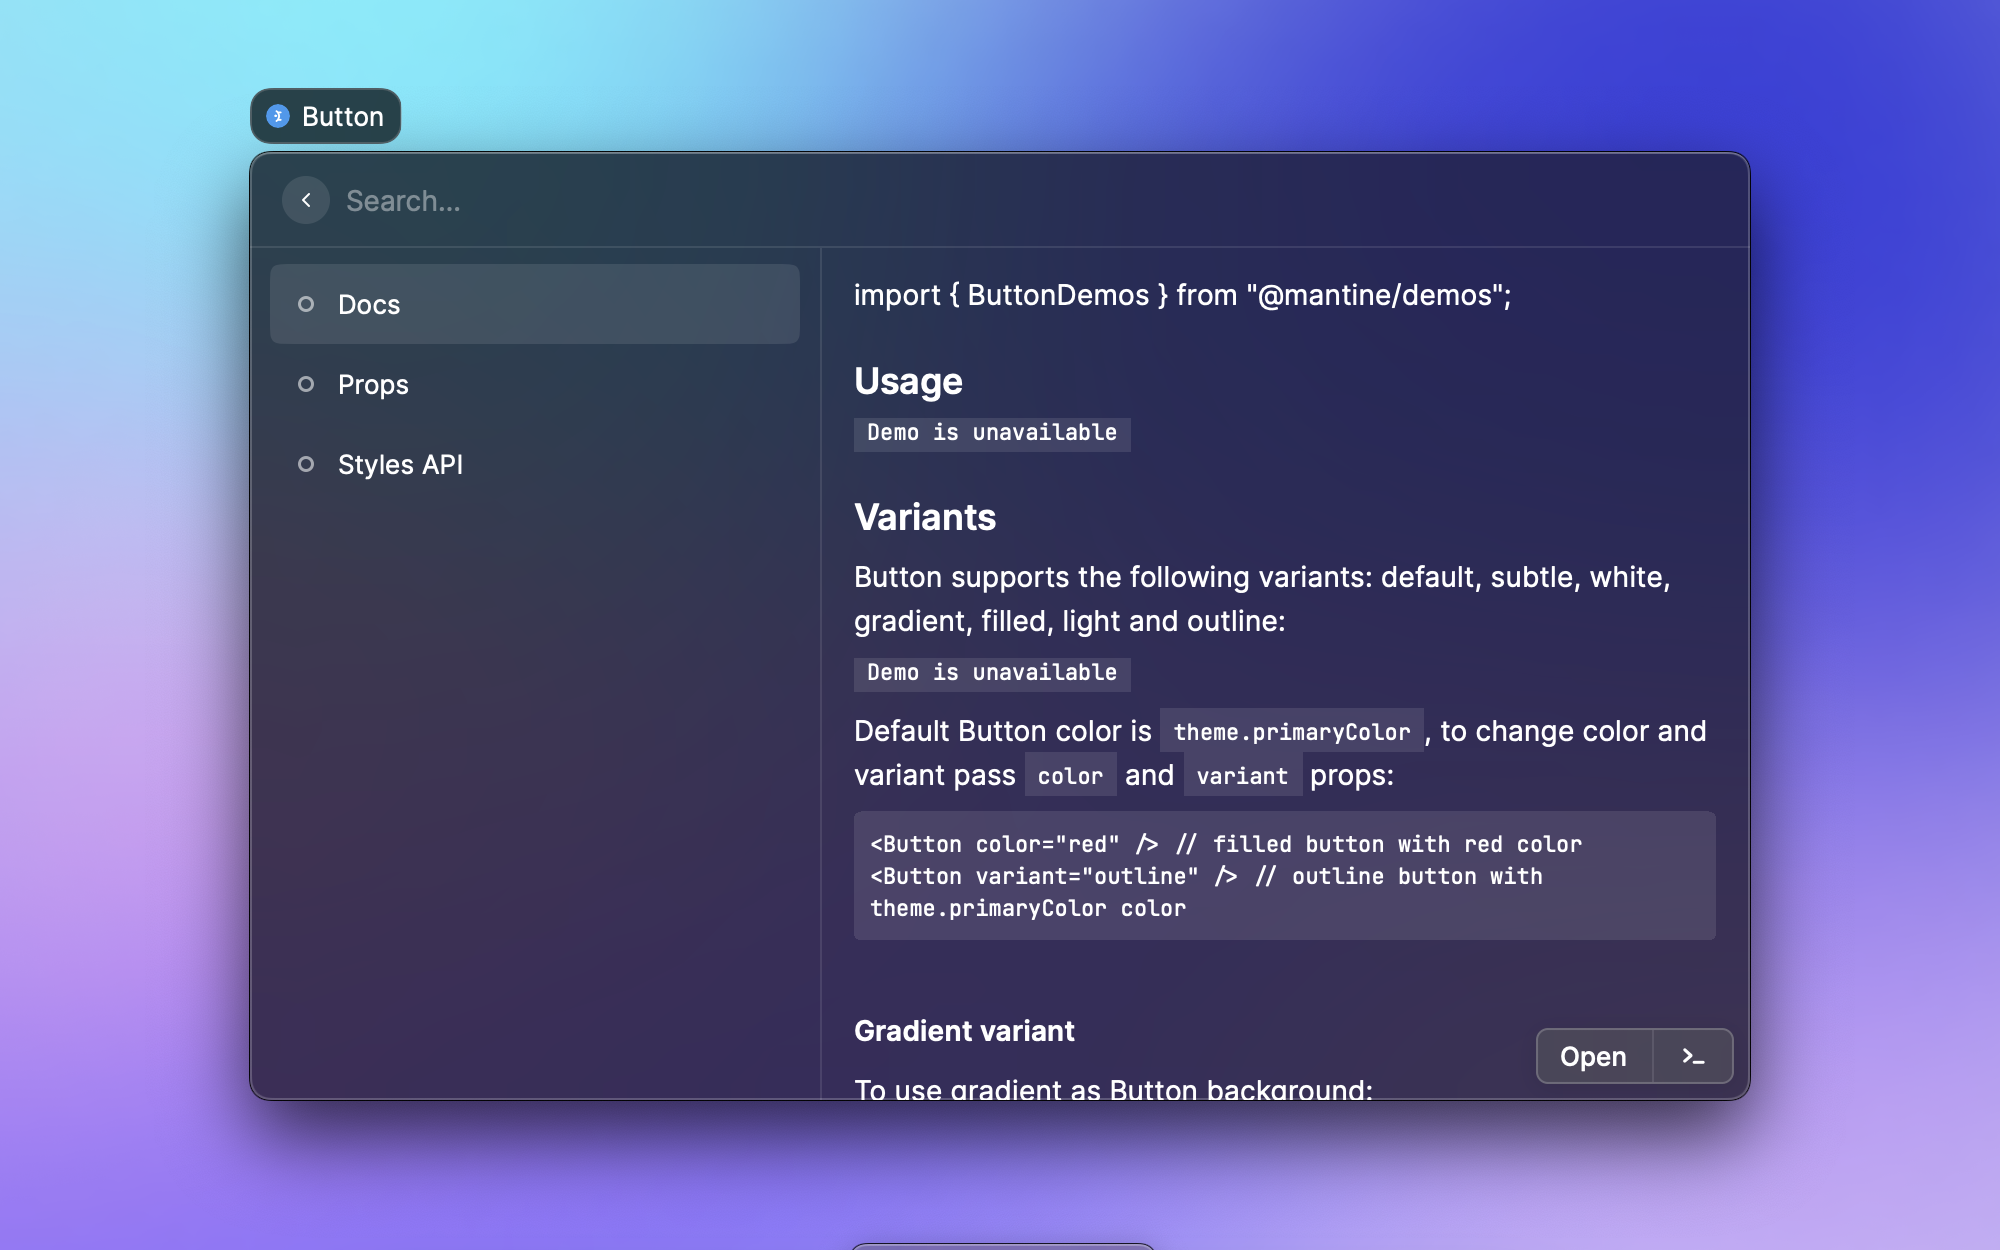 Button
Search...
Docs
Props
Styles API
import { ButtonDemos } from "@mantine/demos";
Usage
Demo is unavailable
Variants
Button supports the following variants: default, subtle, white,
gradient, filled, light and outline:
Demo is unavailable
Default Button color is theme.primaryColor, to change color and
variant pass color and variant props:
<Button color="red" /> // filled button with red color
<Button variant="outline" /> // outline button with
theme.primaryColor color
Gradient variant
To use gradient as Button background:
Open